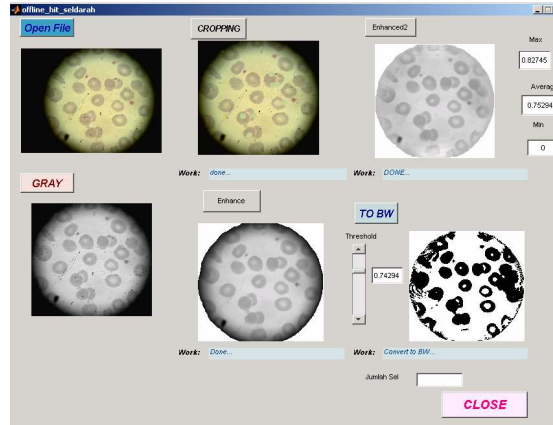 offline_hit_seldarah
Open File
CROPPING
Enhanced2
Max
0.82745
Averag
0.75294
Min
0
Work: done...
Work: DONE...
GRAY
Enhance
TO BW
Threshold
0.74294
Work: Done...
Work: Convert to BW...
Jumlah Sel
CLOSE